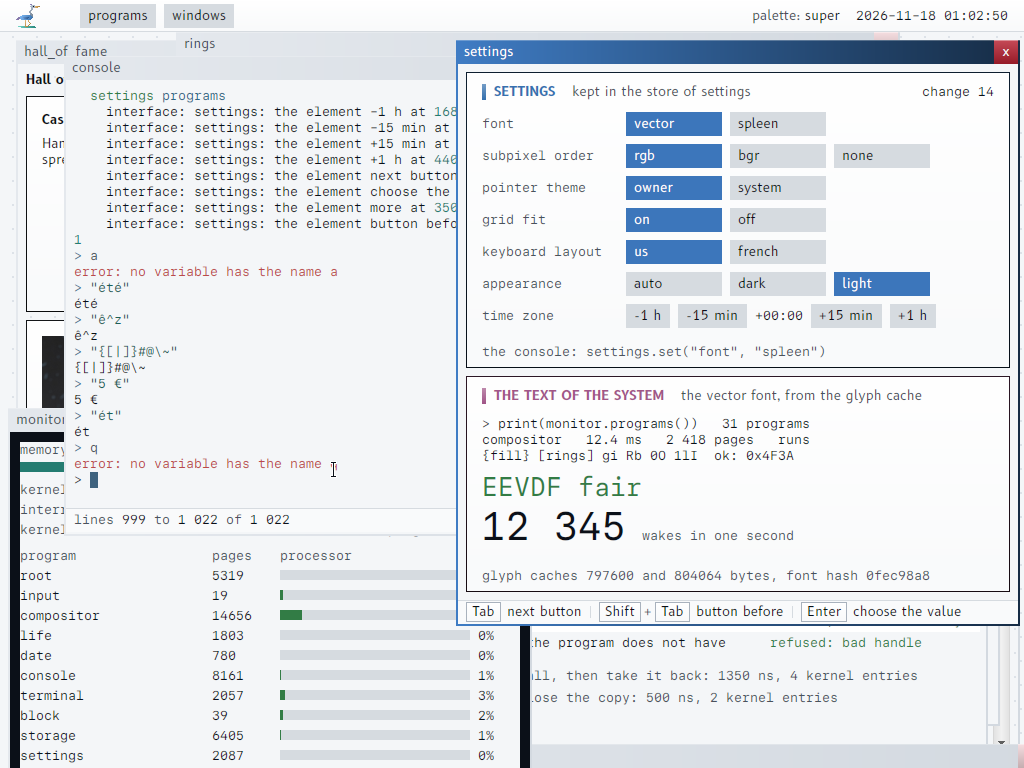 programs windows palette: super 2026-11-18 01:02:50
rings
hall_of fame
console
Hall o
Cas
Han
spre
settings programs
interface: settings: the element -1 h at 168
interface: settings: the element -15 min at
interface: settings: the element +15 min at
interface: settings: the element +1 h at 440
interface: settings: the element next button
interface: settings: the element choose the
interface: settings: the element more at 350
interface: settings: the element button befo
1
> a
error: no variable has the name a
> "été"
été
> "ê^z"
ê^z
> "{[|]}#@\~"
{[|]}#@\~
> "5 €"
5 €
> "ét"
ét
> q
error: no variable has the name
>
lines 999 to 1 022 of 1 022
settings x
SETTINGS kept in the store of settings change 14
font vector spleen
subpixel order rgb bgr none
pointer theme owner system
grid fit on off
keyboard layout us french
appearance auto dark light
time zone -1 h -15 min +00:00 +15 min +1 h
the console: settings.set("font", "spleen")
THE TEXT OF THE SYSTEM the vector font, from the glyph cache
> print(monitor.programs()) 31 programs
compositor 12.4 ms 2 418 pages runs
{fill} [rings] gi Rb 0O 1lI ok: 0x4F3A
EEVDF fair
12 345 wakes in one second
glyph caches 797600 and 804064 bytes, font hash 0fec98a8
Tab next button Shift + Tab button before Enter choose the value
monitor
memory
kernel
inter
kernel
program pages processor
root 5319
input 19
compositor 14656
life 1803 0%
date 780 0%
console 8161 1%
terminal 2057 3%
block 39 2%
storage 6405 1%
settings 2087 0%
the program does not have refused: bad handle
all, then take it back: 1350 ns, 4 kernel entries
lose the copy: 500 ns, 2 kernel entries